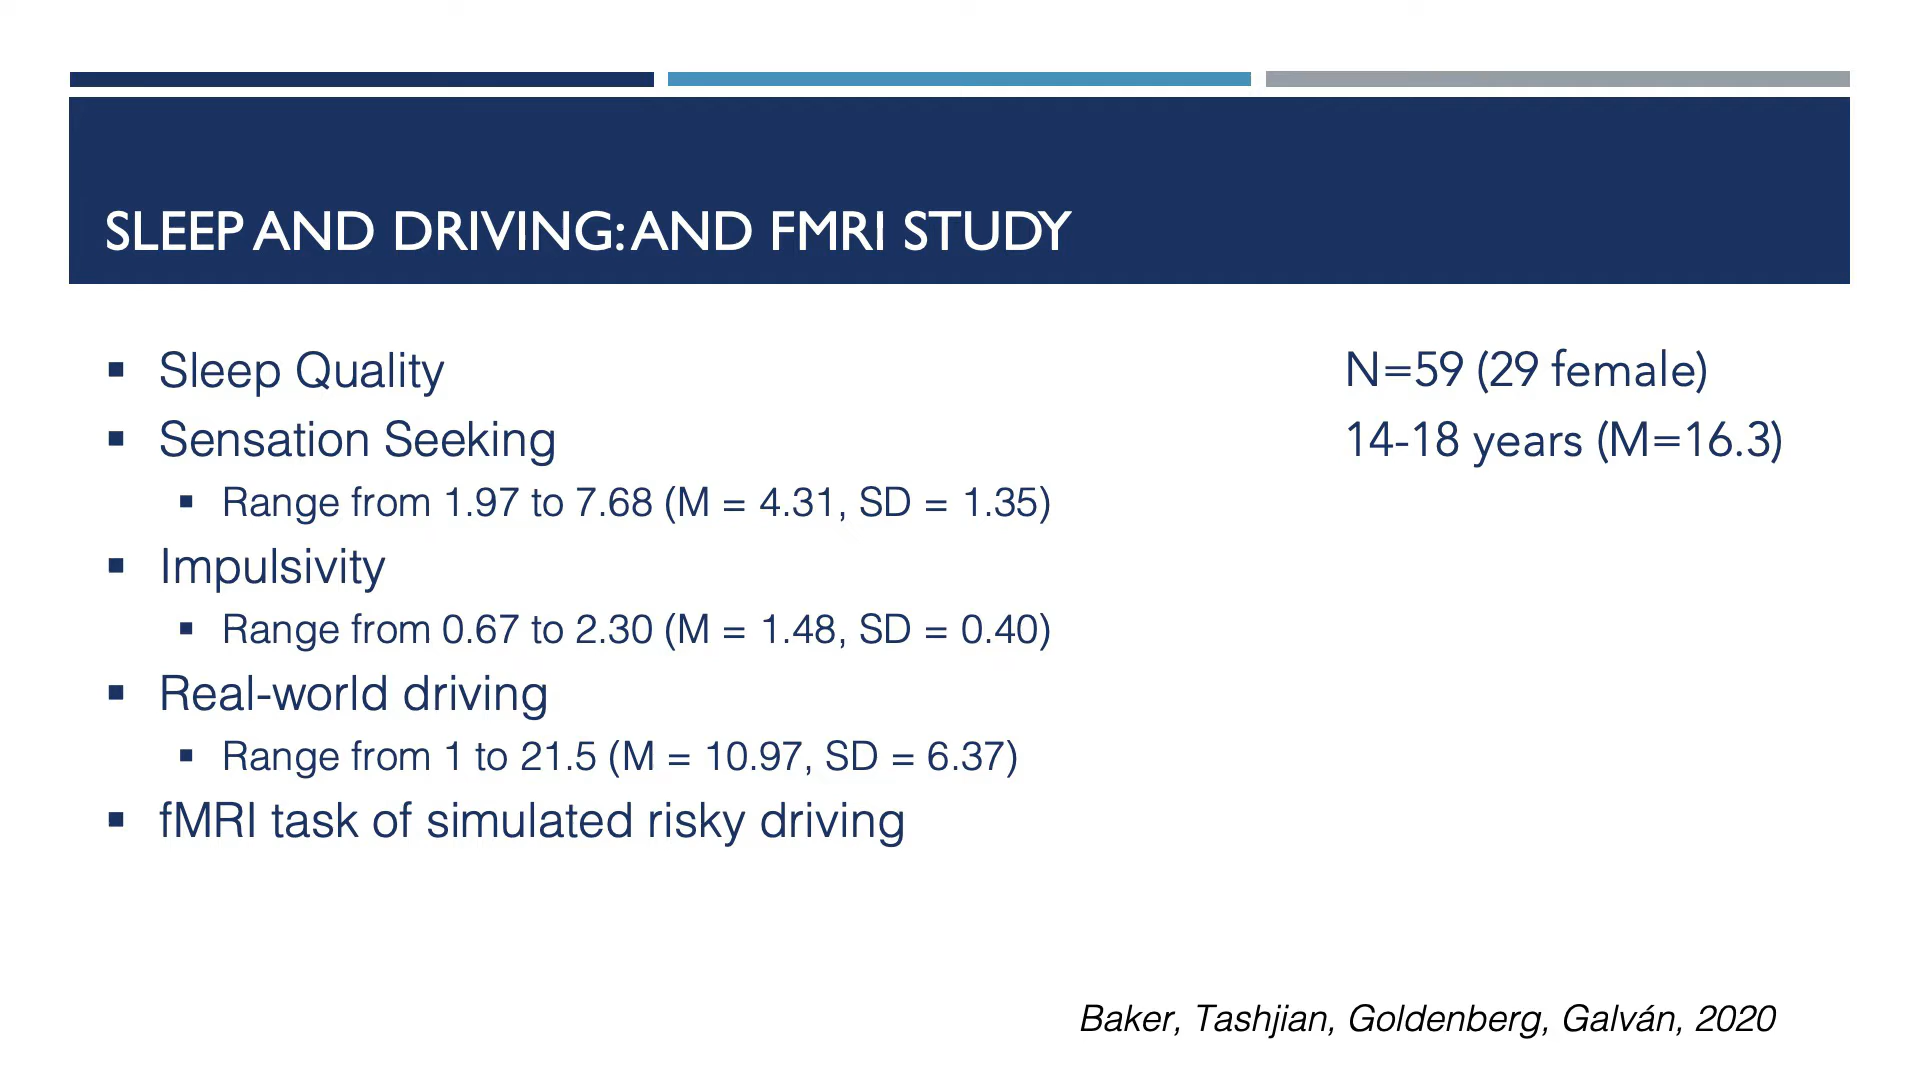 SLEEP AND DRIVING: AND FMRI STUDY
▪ Sleep Quality
▪ Sensation Seeking
▪ Range from 1.97 to 7.68 (M = 4.31, SD = 1.35)
▪ Impulsivity
▪ Range from 0.67 to 2.30 (M = 1.48, SD = 0.40)
▪ Real-world driving
▪ Range from 1 to 21.5 (M = 10.97, SD = 6.37)
▪ fMRI task of simulated risky driving
N=59 (29 female)
14-18 years (M=16.3)
Baker, Tashjian, Goldenberg, Galván, 2020